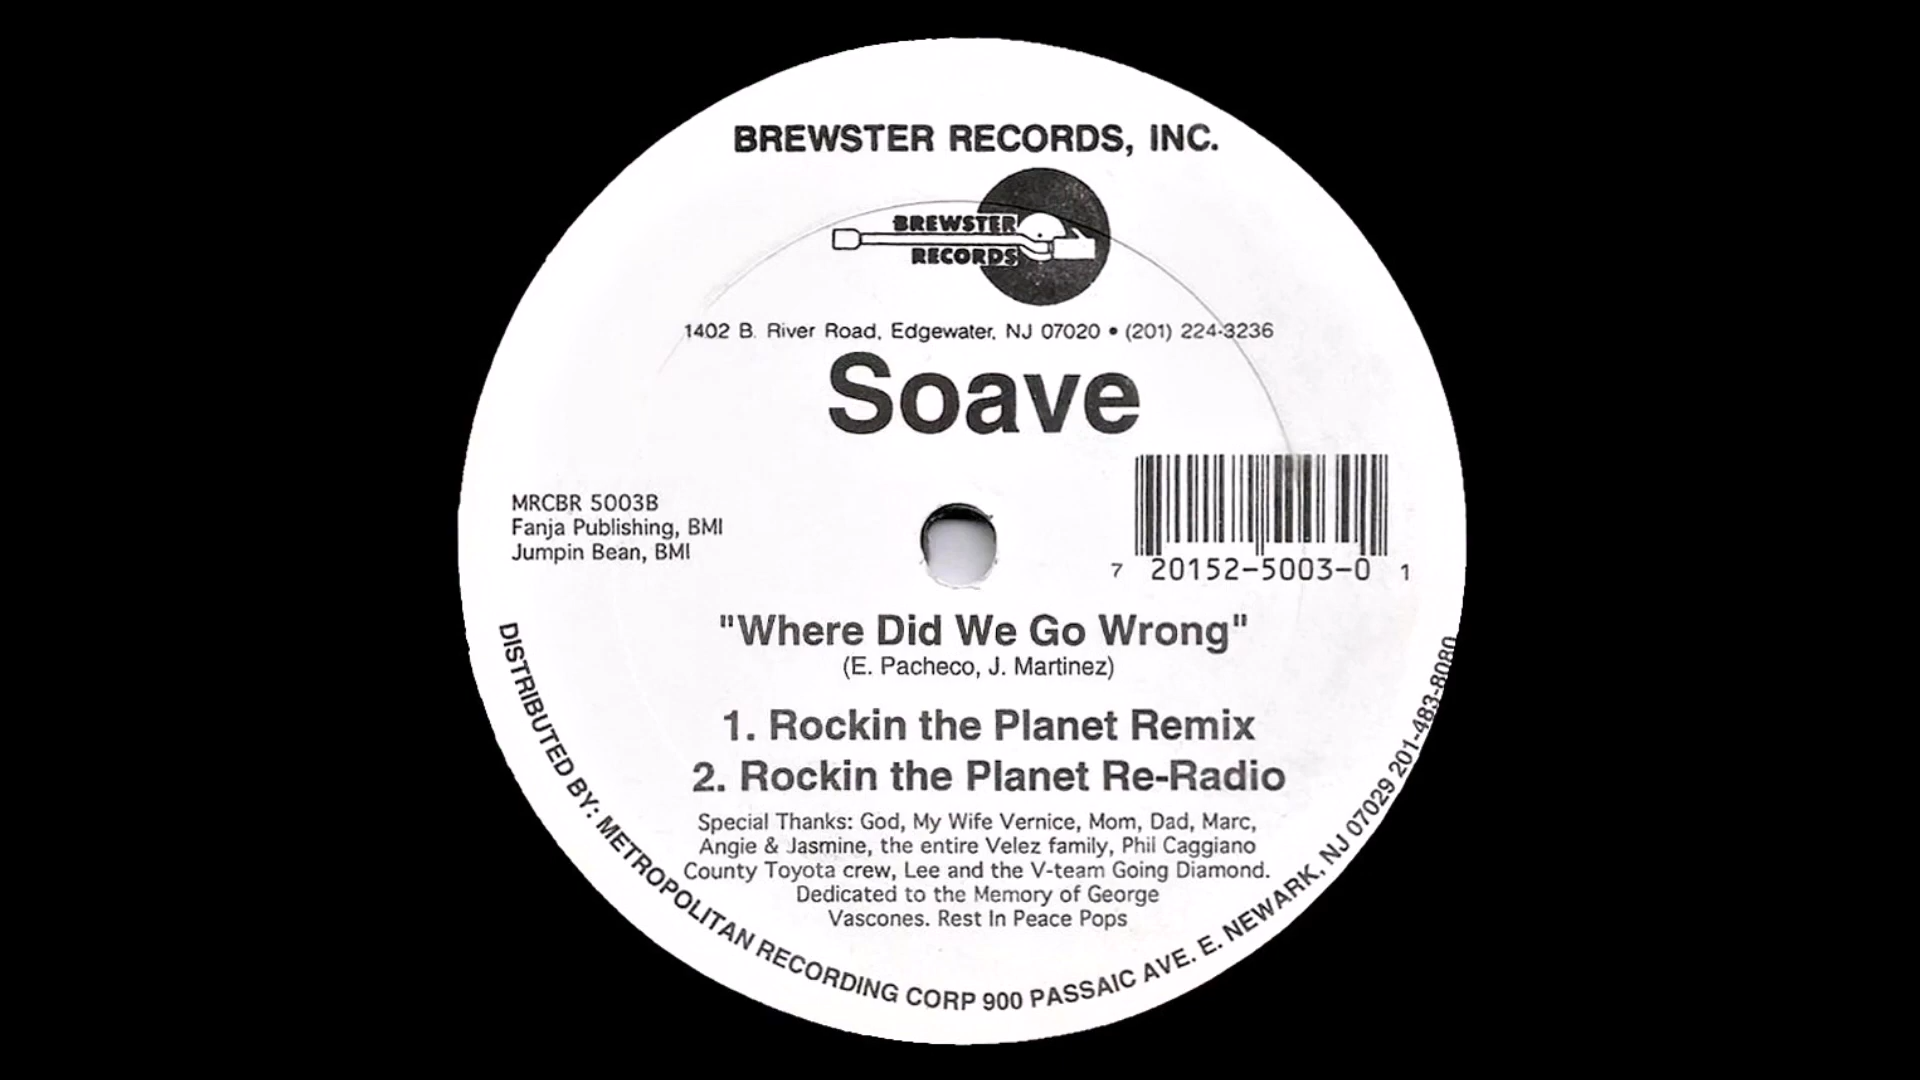 BREWSTER RECORDS, INC.
BREWSTER
RECORDS
1402 B. River Road, Edgewater, NJ 07020 • (201) 224-3236
Soave
MRCBR 5003B
Fanja Publishing, BMI
Jumpin Bean, BMI
7 20152-5003-0 1
"Where Did We Go Wrong"
(E. Pacheco, J. Martinez)
1. Rockin the Planet Remix
2. Rockin the Planet Re-Radio
Special Thanks: God, My Wife Vernice, Mom, Dad, Marc,
Angie & Jasmine, the entire Velez family, Phil Caggiano
County Toyota crew, Lee and the V-team Going Diamond.
Dedicated to the Memory of George
Vascones. Rest In Peace Pops
DISTRIBUTED BY: METROPOLITAN RECORDING CORP 900 PASSAIC AVE. E. NEWARK, NJ 07029 201-483-8080